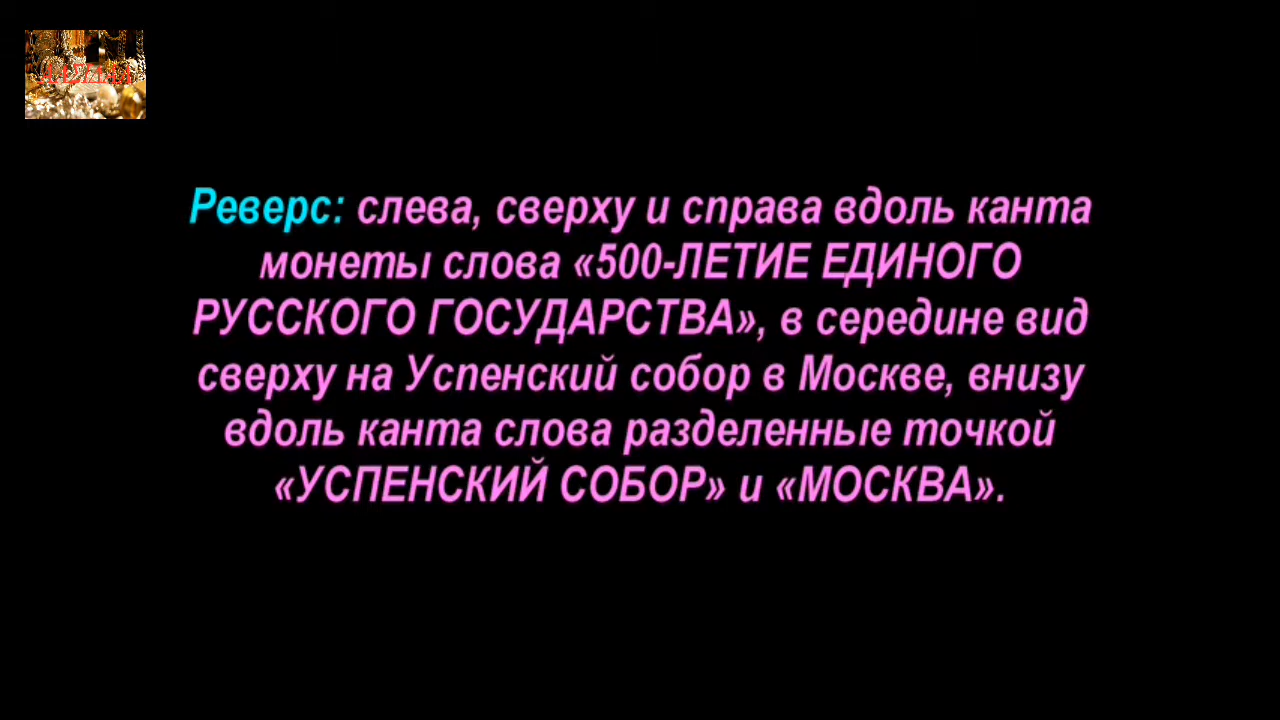 Реверс: слева, сверху и справа вдоль канта
монеты слова «500-ЛЕТИЕ ЕДИНОГО
РУССКОГО ГОСУДАРСТВА», в середине вид
сверху на Успенский собор в Москве, внизу
вдоль канта слова разделенные точкой
«УСПЕНСКИЙ СОБОР» и «МОСКВА».